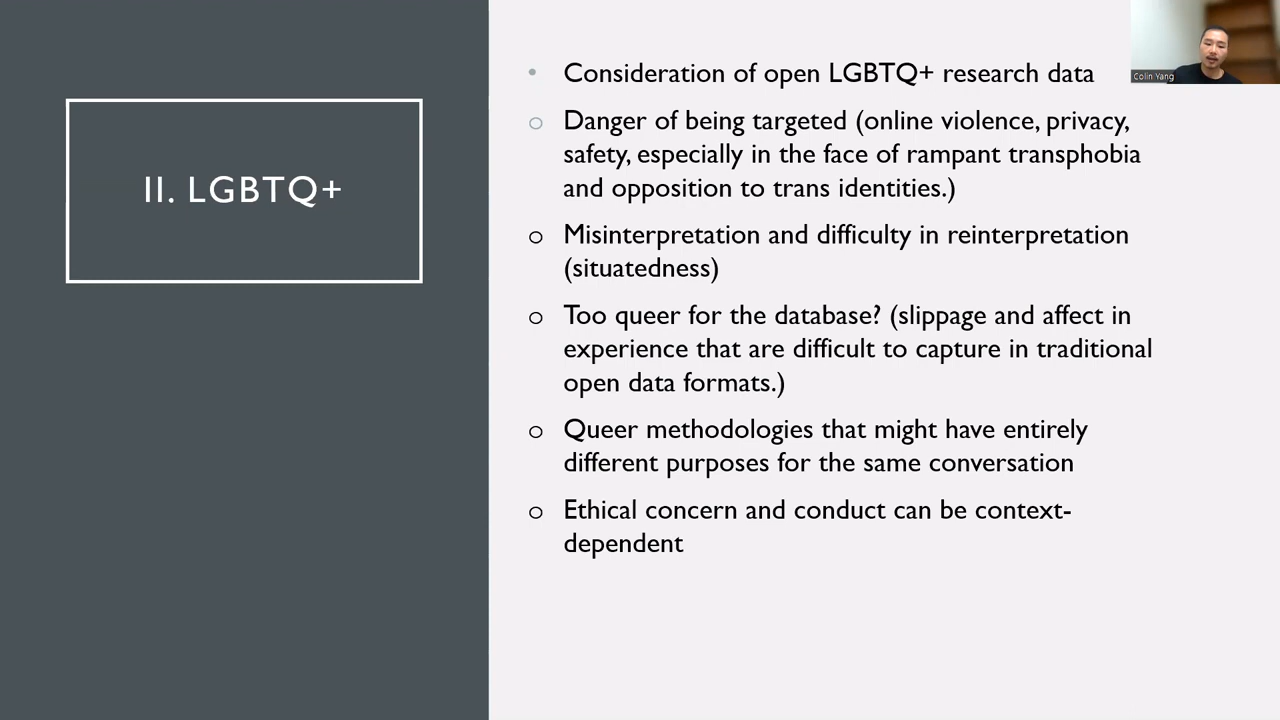 II. LGBTQ+
• Consideration of open LGBTQ+ research data
o Danger of being targeted (online violence, privacy,
safety, especially in the face of rampant transphobia
and opposition to trans identities.)
o Misinterpretation and difficulty in reinterpretation
(situatedness)
o Too queer for the database? (slippage and affect in
experience that are difficult to capture in traditional
open data formats.)
o Queer methodologies that might have entirely
different purposes for the same conversation
o Ethical concern and conduct can be context-
dependent
Colin Yang